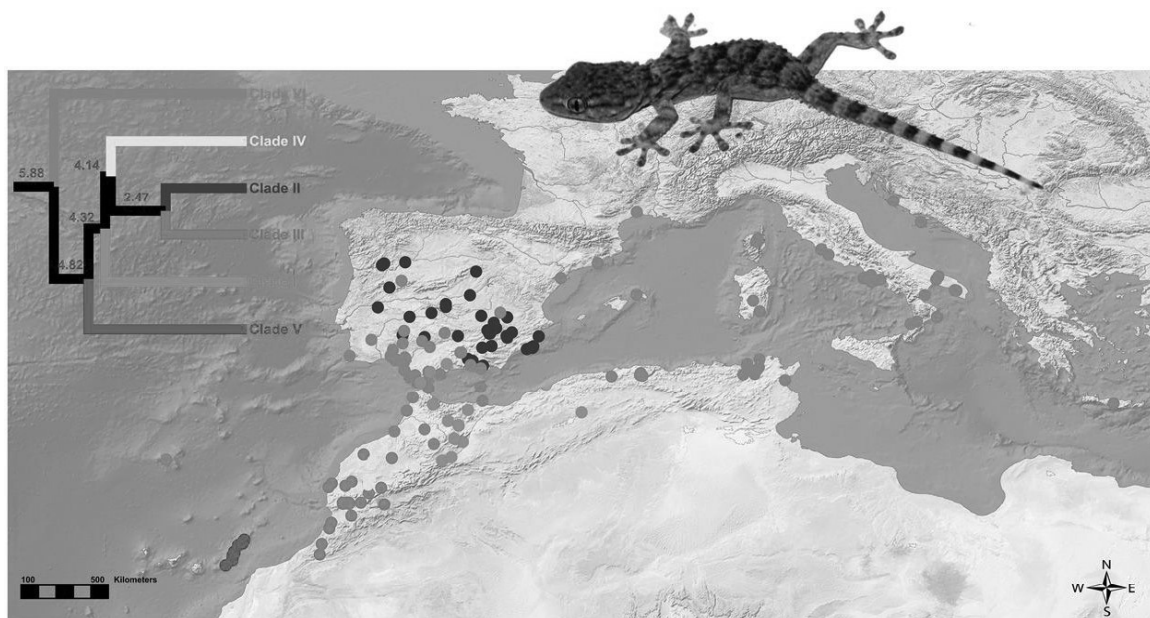 Clade VI
Clade IV
4.14
5.88
Clade II
2.47
4.32
Clade III
4.82
Clade V
100 500 Kilometers
N
W E
S